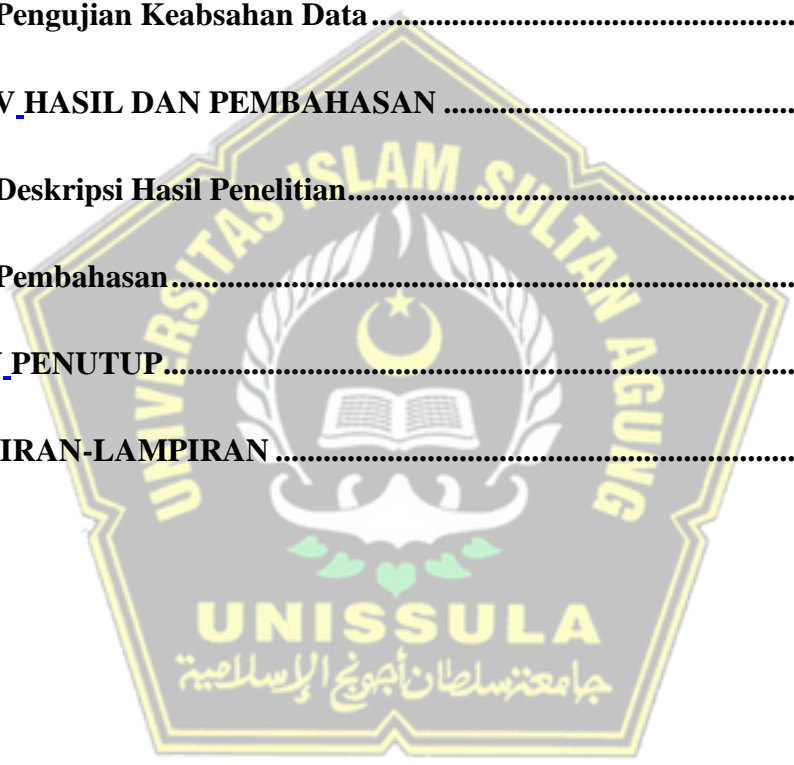 Pengujian Keabsahan Data ................................................................
V HASIL DAN PEMBAHASAN ................................................................
Deskripsi Hasil Penelitian ................................................................
Pembahasan ................................................................
PENUTUP ................................................................
IRAN-LAMPIRAN ................................................................
UNIVERSITAS ISLAM SULTAN AGUNG
UNISSULA
جامعة سلطان أجونج الإسلامية